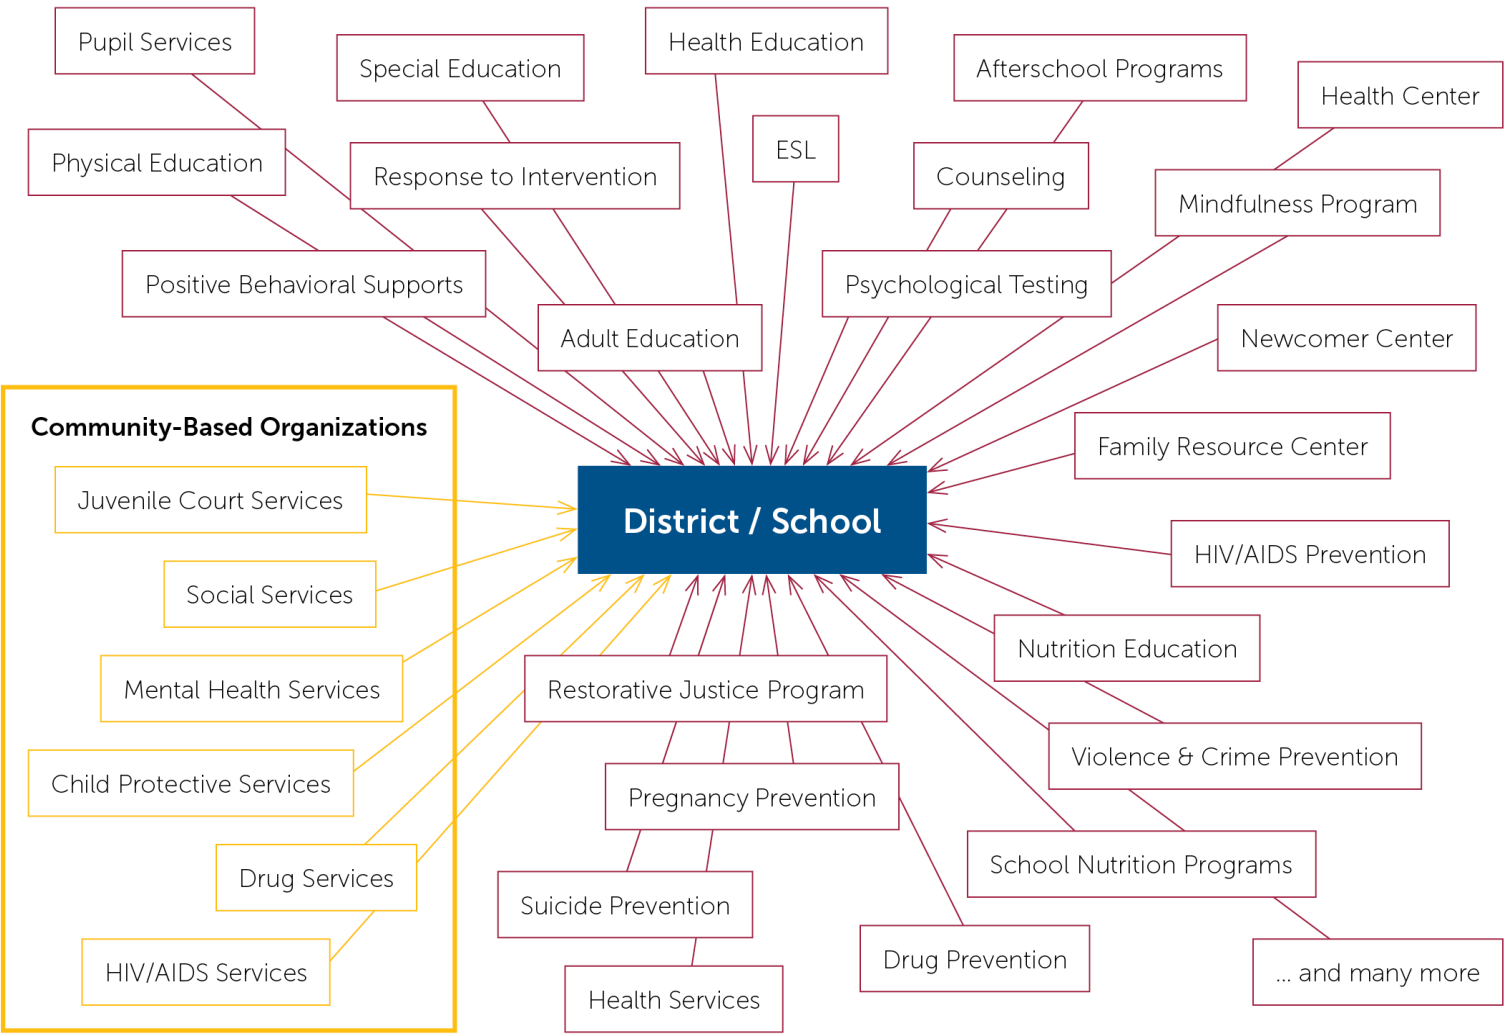 Pupil Services
Health Education
Special Education
Afterschool Programs
Health Center
ESL
Physical Education
Response to Intervention
Counseling
Mindfulness Program
Positive Behavioral Supports
Psychological Testing
Adult Education
Newcomer Center
Community-Based Organizations
Family Resource Center
Juvenile Court Services
District / School
HIV/AIDS Prevention
Social Services
Nutrition Education
Mental Health Services
Restorative Justice Program
Violence & Crime Prevention
Child Protective Services
Pregnancy Prevention
School Nutrition Programs
Drug Services
Suicide Prevention
Drug Prevention
HIV/AIDS Services
... and many more
Health Services